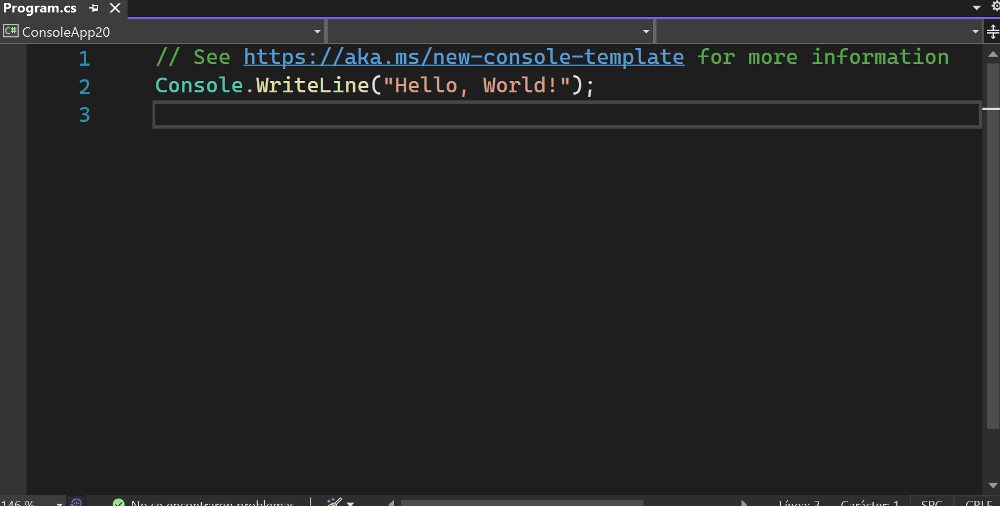 Program.cs
C# ConsoleApp20
1 // See https://aka.ms/new-console-template for more information
2 Console.WriteLine("Hello, World!");
3
146 % No se encontraron problemas Línea: 3 Carácter: 1 SPC CRLF